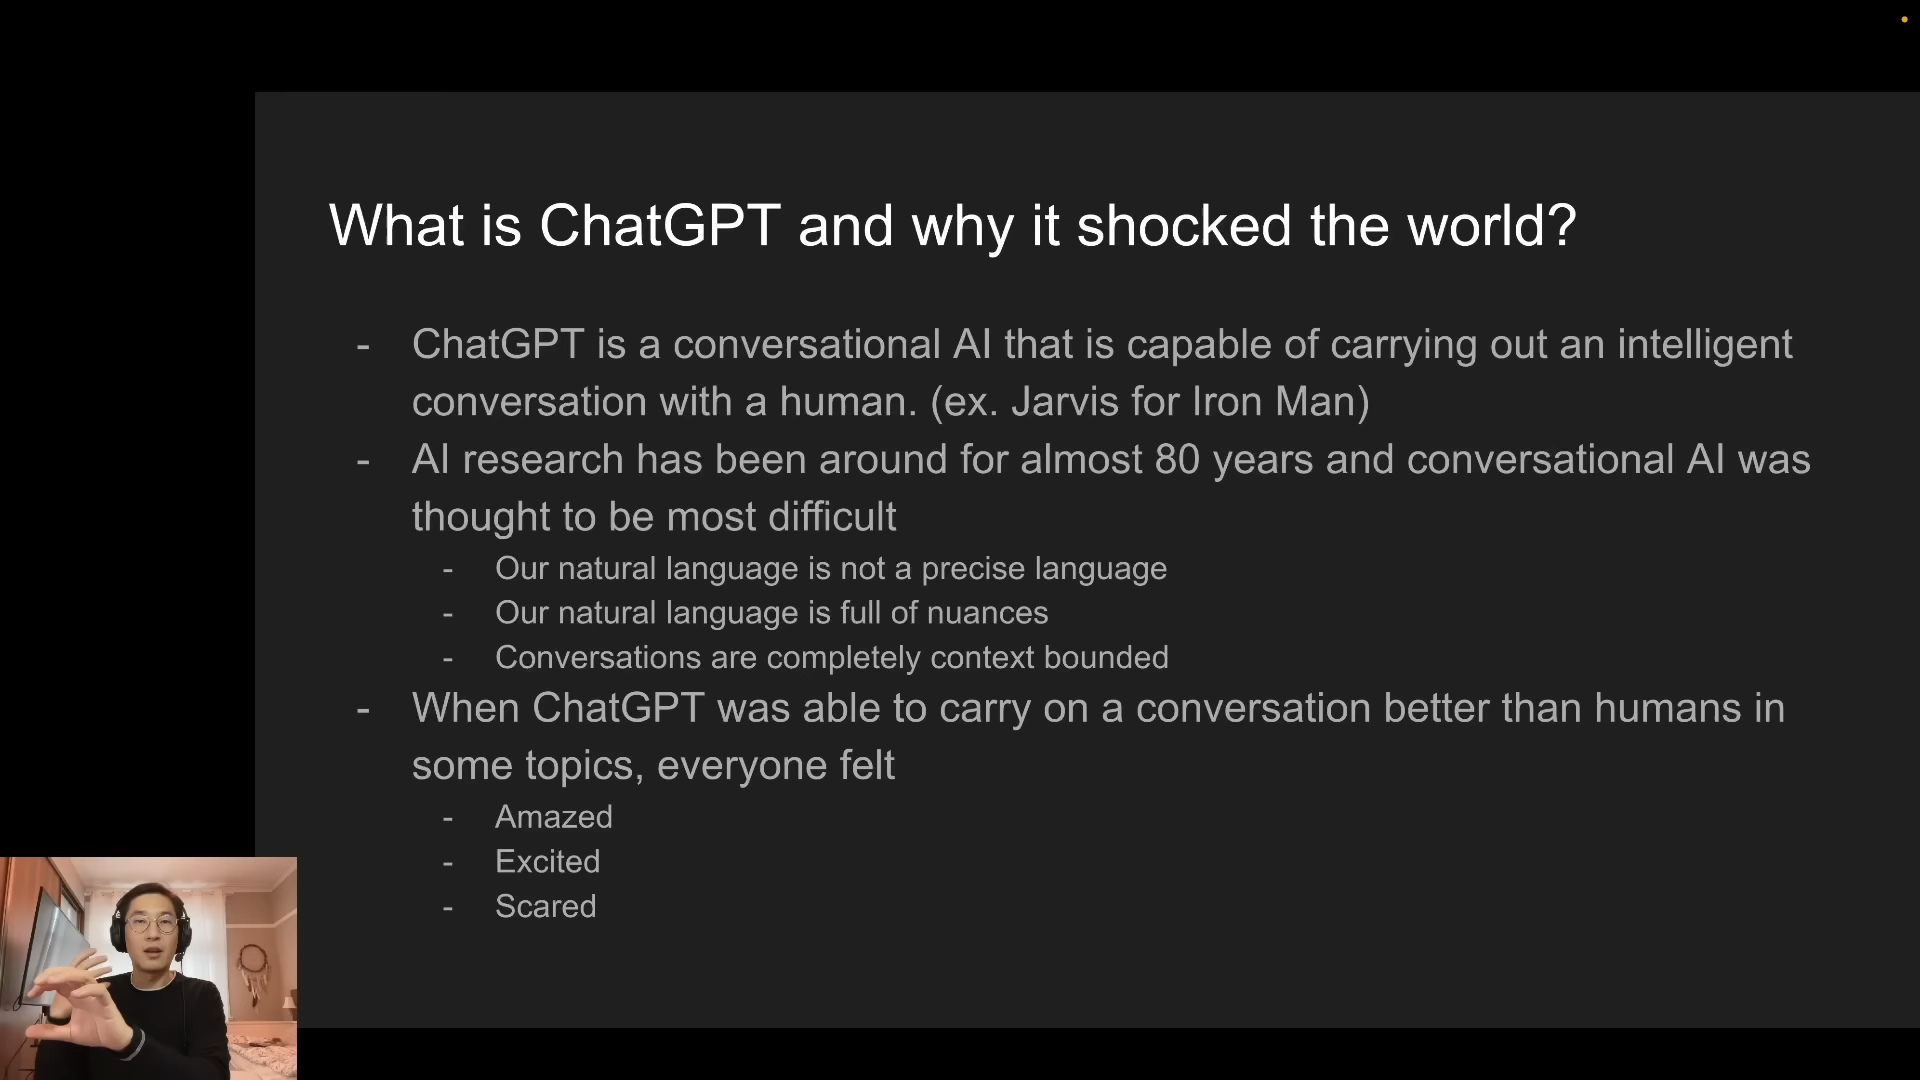 What is ChatGPT and why it shocked the world?
- ChatGPT is a conversational AI that is capable of carrying out an intelligent
conversation with a human. (ex. Jarvis for Iron Man)
- AI research has been around for almost 80 years and conversational AI was
thought to be most difficult
- Our natural language is not a precise language
- Our natural language is full of nuances
- Conversations are completely context bounded
- When ChatGPT was able to carry on a conversation better than humans in
some topics, everyone felt
- Amazed
- Excited
- Scared